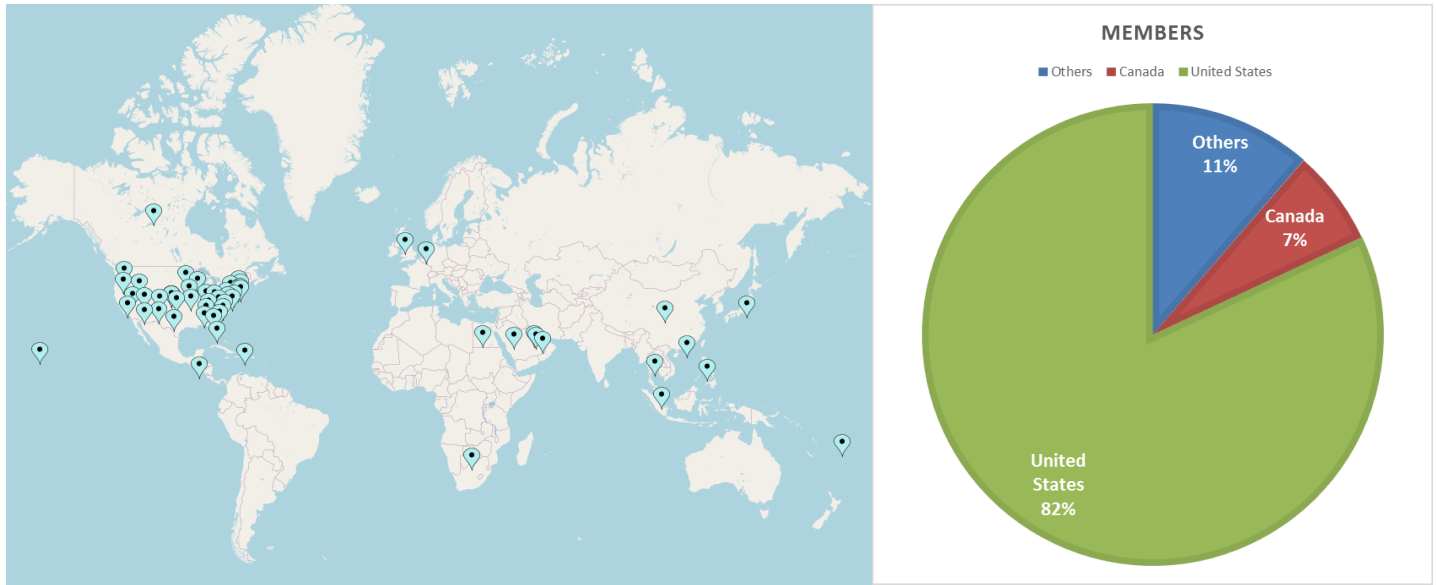 MEMBERS
Others Canada United States
Others
11%
Canada
7%
United
States
82%